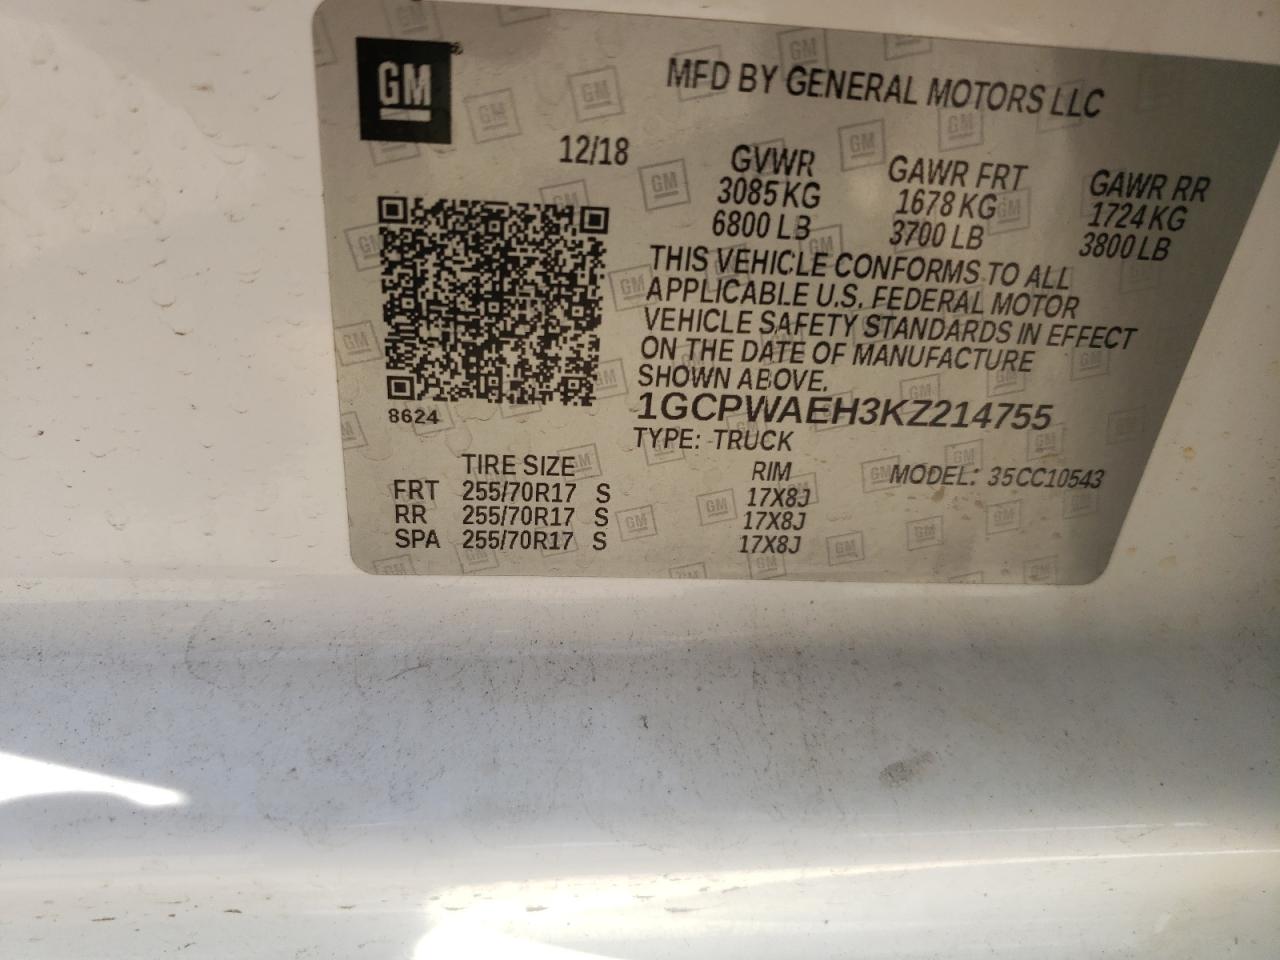 GM
MFD BY GENERAL MOTORS LLC
12/18
GVWR GAWR FRT GAWR RR
3085 KG 1678 KG 1724 KG
6800 LB 3700 LB 3800 LB
THIS VEHICLE CONFORMS TO ALL
APPLICABLE U.S. FEDERAL MOTOR
VEHICLE SAFETY STANDARDS IN EFFECT
ON THE DATE OF MANUFACTURE
SHOWN ABOVE.
8624
1GCPWAEH3KZ214755
TYPE: TRUCK
TIRE SIZE RIM MODEL: 35CC10543
FRT 255/70R17 S 17X8J
RR 255/70R17 S 17X8J
SPA 255/70R17 S 17X8J